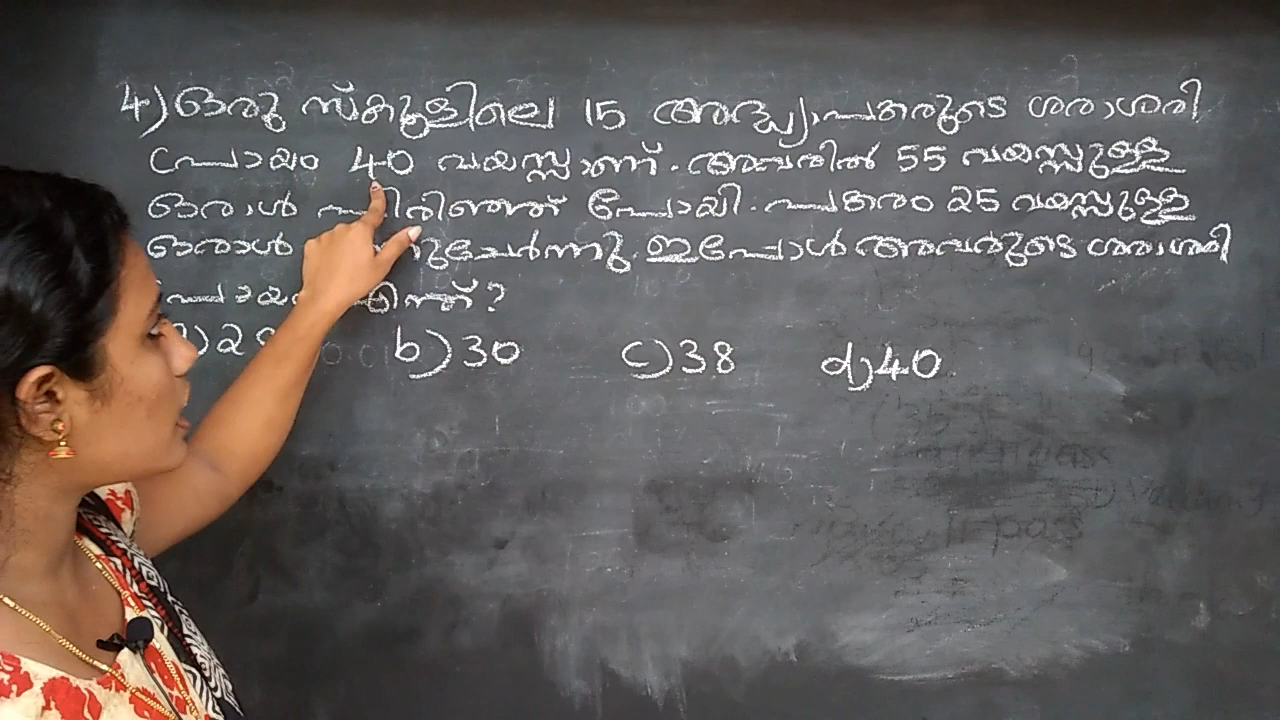 4) ഒരു സ്കൂളിലെ 15 അദ്ധ്യാപകരുടെ ശരാശരി
പ്രായം 40 വയസ്സാണ്. അവരിൽ 55 വയസ്സുള്ള
ഒരാൾ പിരിഞ്ഞ് പോയി. പകരം 25 വയസ്സുള്ള
ഒരാൾ ഇപ്പോൾ അവരുടെ ശരാശരി
എന്ത്?
b) 30 c) 38 d) 40